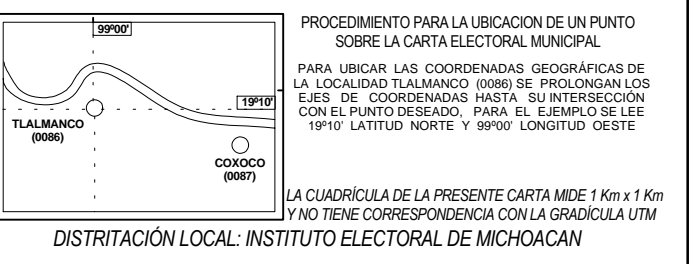 99º00'
19º10'
TLALMANCO
(0086)
COXOCO
(0087)
PROCEDIMIENTO PARA LA UBICACION DE UN PUNTO
SOBRE LA CARTA ELECTORAL MUNICIPAL
PARA UBICAR LAS COORDENADAS GEOGRÁFICAS DE
LA LOCALIDAD TLALMANCO (0086) SE PROLONGAN LOS
EJES DE COORDENADAS HASTA SU INTERSECCIÓN
CON EL PUNTO DESEADO, PARA EL EJEMPLO SE LEE
19º10' LATITUD NORTE Y 99º00' LONGITUD OESTE
LA CUADRÍCULA DE LA PRESENTE CARTA MIDE 1 Km x 1 Km
Y NO TIENE CORRESPONDENCIA CON LA GRADÍCULA UTM
DISTRITACIÓN LOCAL: INSTITUTO ELECTORAL DE MICHOACAN